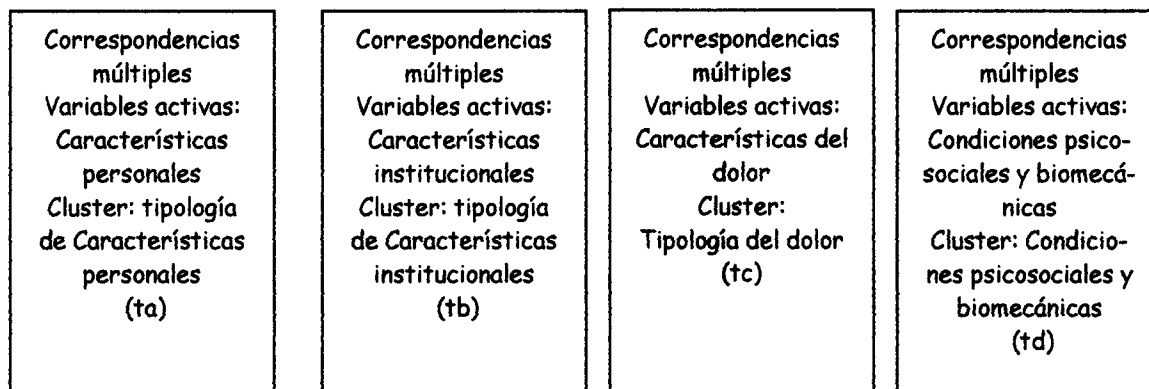 Correspondencias
múltiples
Variables activas:
Características
personales
Cluster: tipología
de Características
personales
(ta)
Correspondencias
múltiples
Variables activas:
Características
institucionales
Cluster: tipología
de Características
institucionales
(tb)
Correspondencias
múltiples
Variables activas:
Características del
dolor
Cluster:
Tipología del dolor
(tc)
Correspondencias
múltiples
Variables activas:
Condiciones psico-
sociales y biomecá-
nicas
Cluster: Condicio-
nes psicosociales y
biomecánicas
(td)